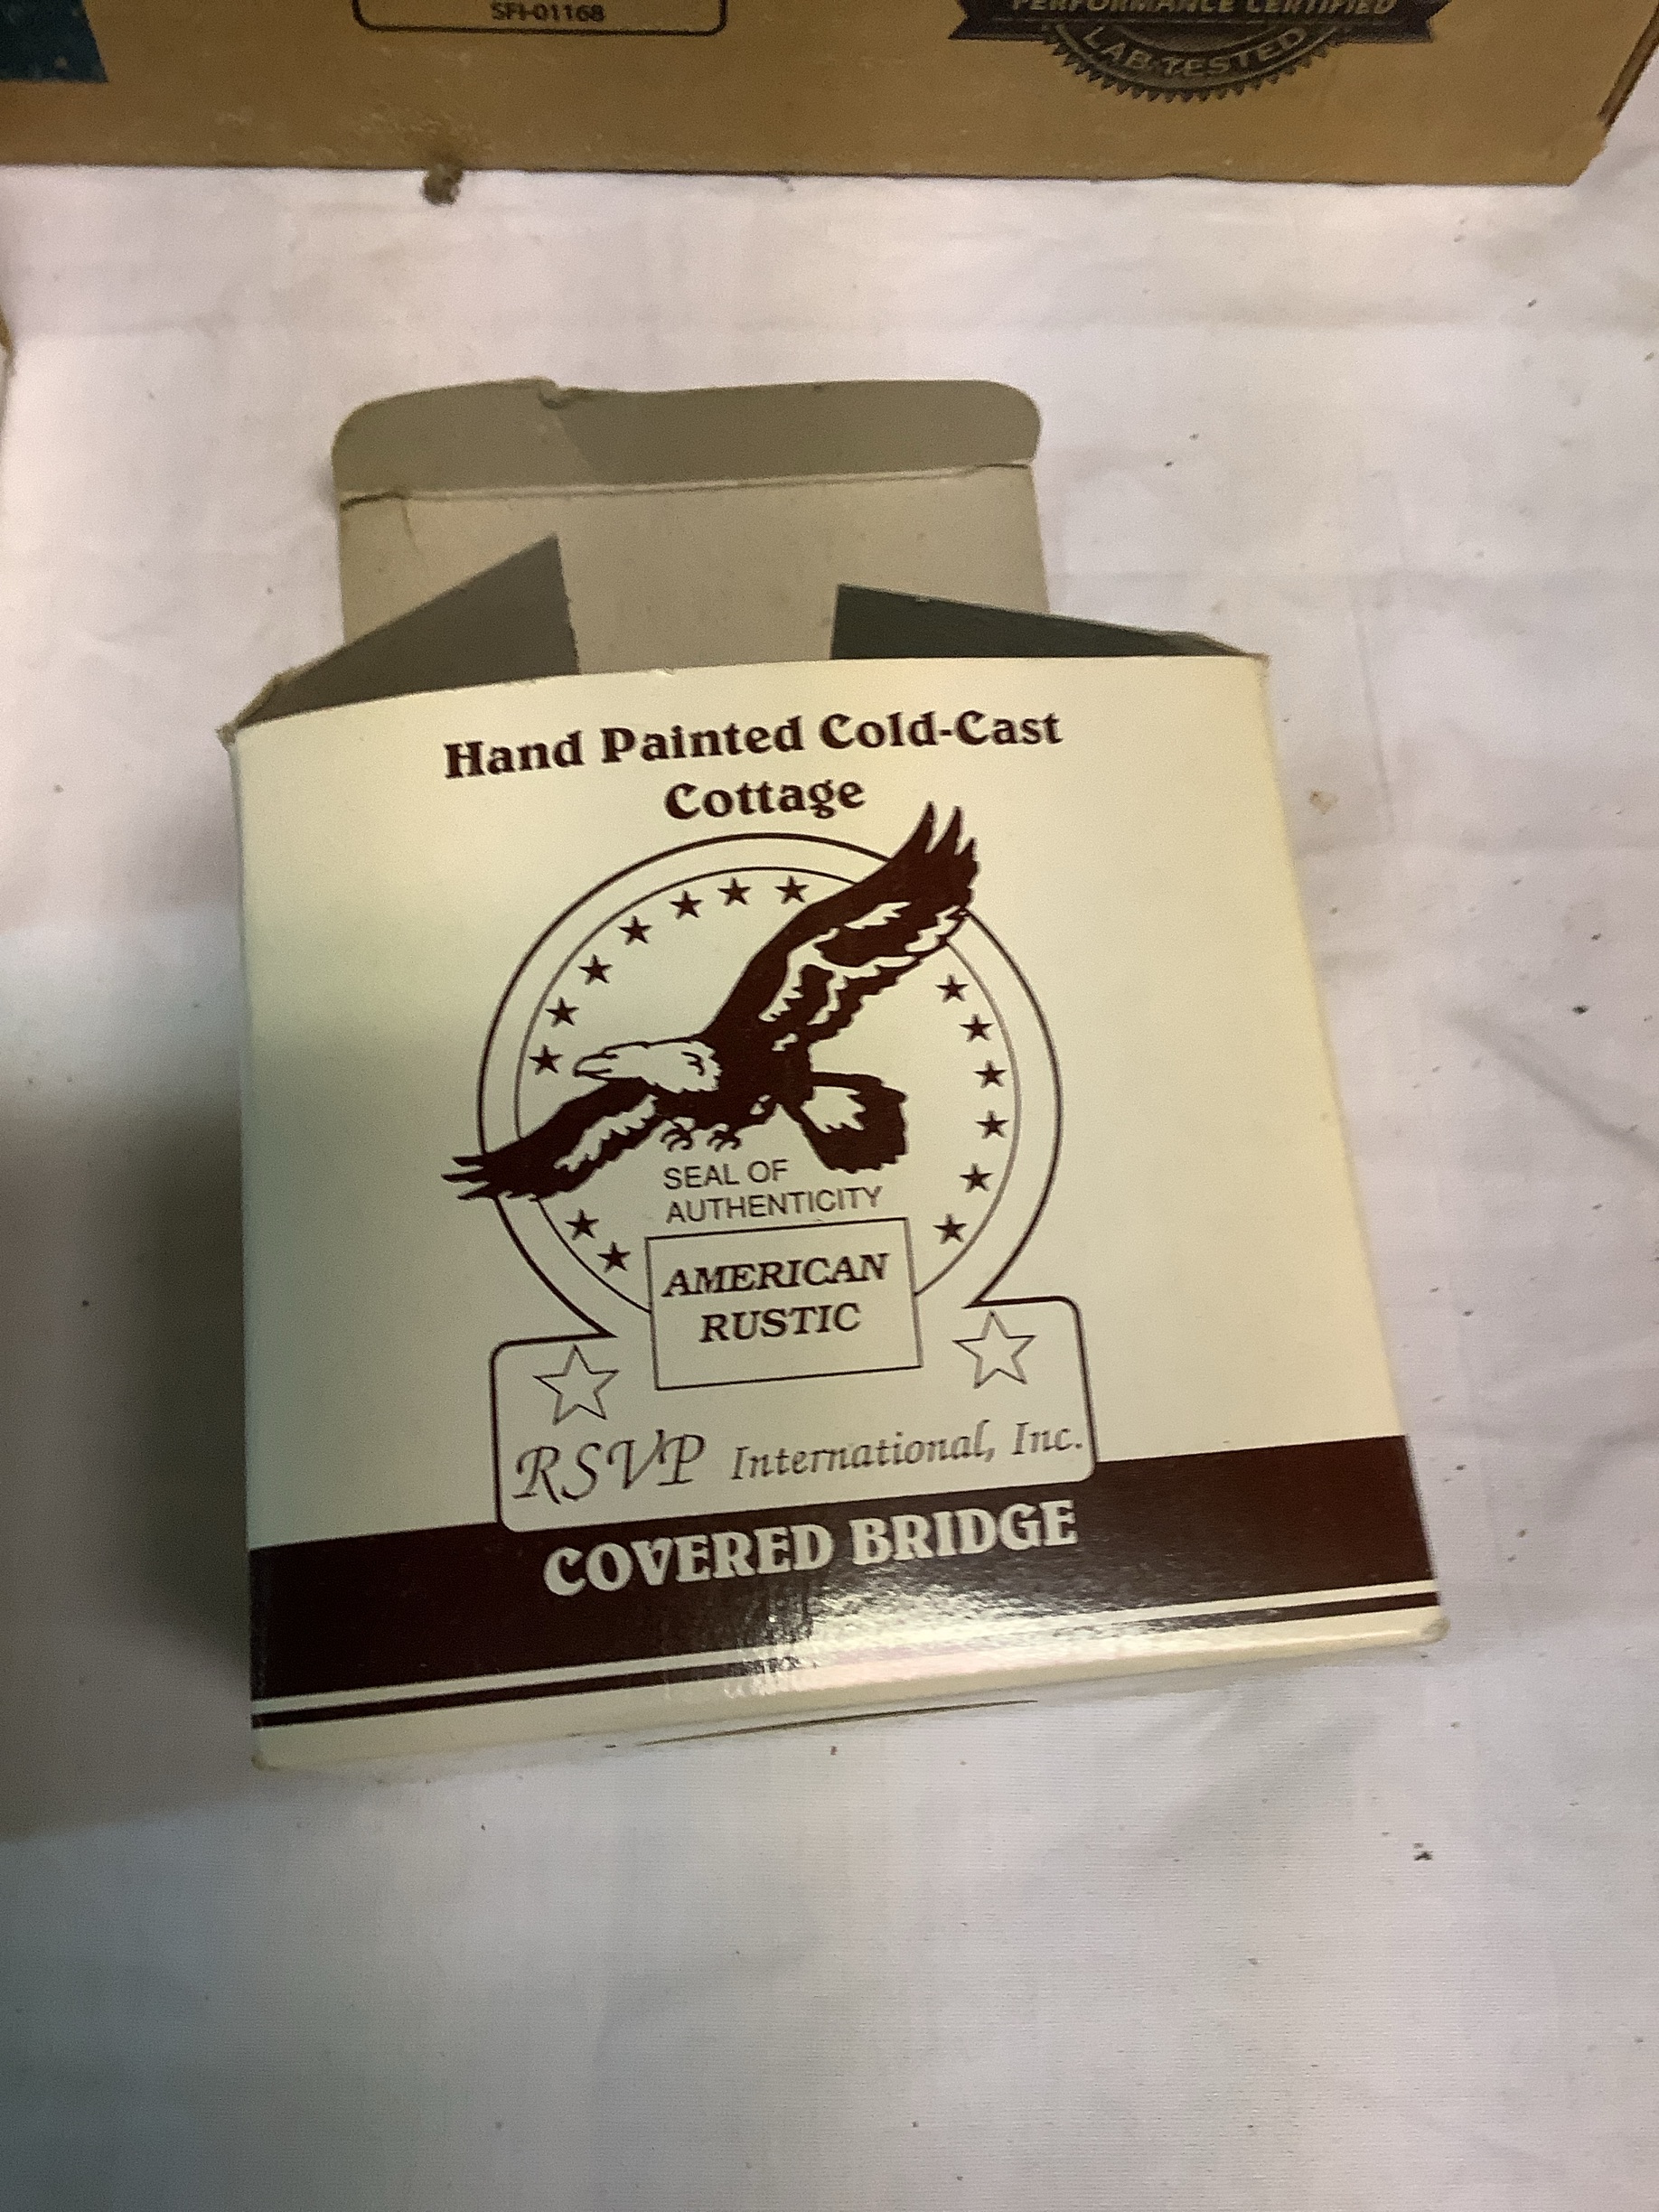 SFI-01168
PERFORMANCE CERTIFIED
LAB TESTED
Hand Painted Cold-Cast
Cottage
SEAL OF
AUTHENTICITY
AMERICAN
RUSTIC
RSVP International, Inc.
COVERED BRIDGE